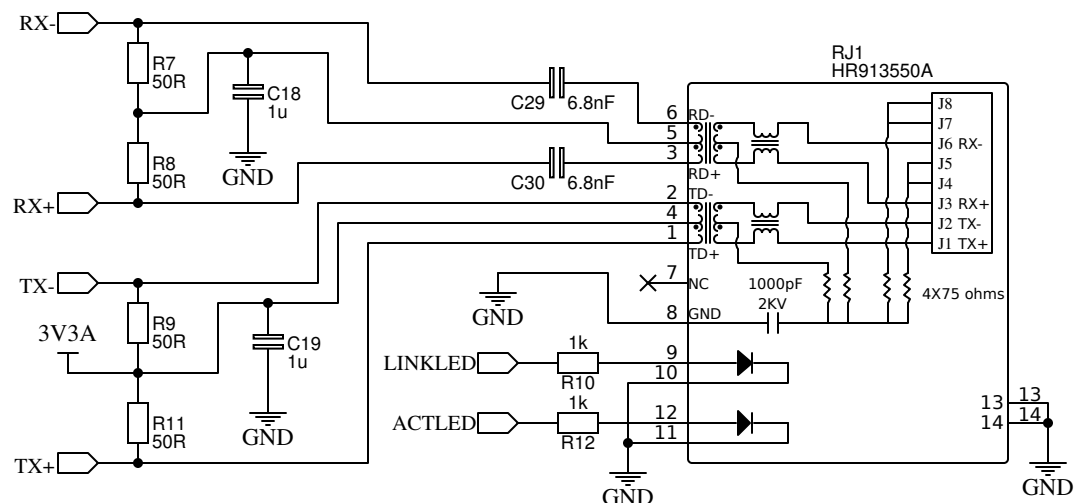 RX-
R7
50R
C18
1u
GND
R8
50R
RX+
C29
6.8nF
C30
6.8nF
RJ1
HR913550A
6
RD-
5
3
RD+
2
TD-
4
1
TD+
7
NC
8
GND
J8
J7
J6 RX-
J5
J4
J3 RX+
J2 TX-
J1 TX+
1000pF
2KV
4X75 ohms
TX-
R9
50R
3V3A
C19
1u
GND
R11
50R
TX+
GND
LINKLED
1k
R10
9
10
ACTLED
1k
R12
12
11
GND
13
13
14
14
GND